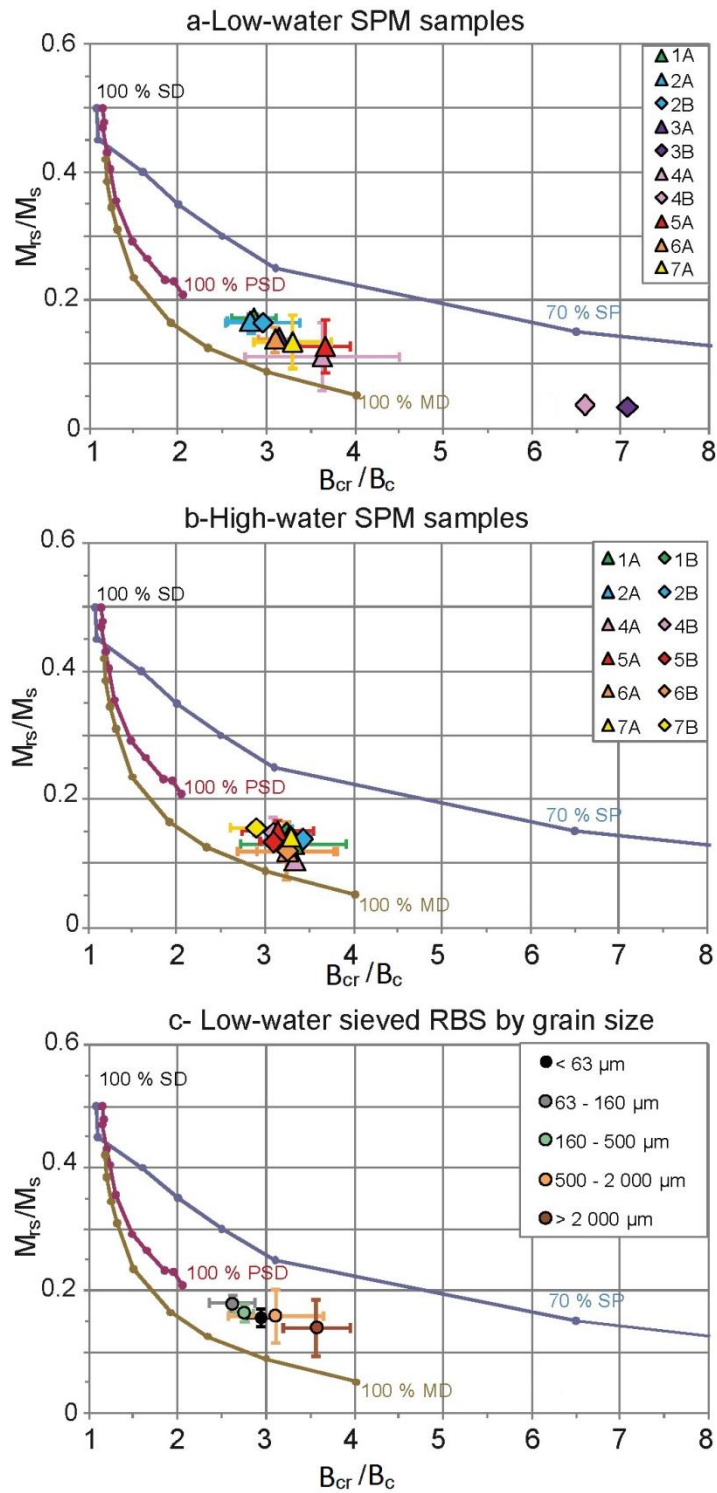 a-Low-water SPM samples
0.6
100 % SD
1A
2A
2B
3A
3B
4A
4B
5A
6A
7A
0.4
Mrs/Ms
100 % PSD
0.2
70 % SP
100 % MD
0
1 2 3 4 5 6 7 8
Bcr/Bc
b-High-water SPM samples
0.6
100 % SD
1A 1B
2A 2B
4A 4B
5A 5B
6A 6B
7A 7B
0.4
Mrs/Ms
100 % PSD
0.2
70 % SP
100 % MD
0
1 2 3 4 5 6 7 8
Bcr/Bc
c- Low-water sieved RBS by grain size
0.6
100 % SD
< 63 µm
63 - 160 µm
160 - 500 µm
500 - 2 000 µm
> 2 000 µm
0.4
Mrs/Ms
100 % PSD
0.2
70 % SP
100 % MD
0
1 2 3 4 5 6 7 8
Bcr/Bc